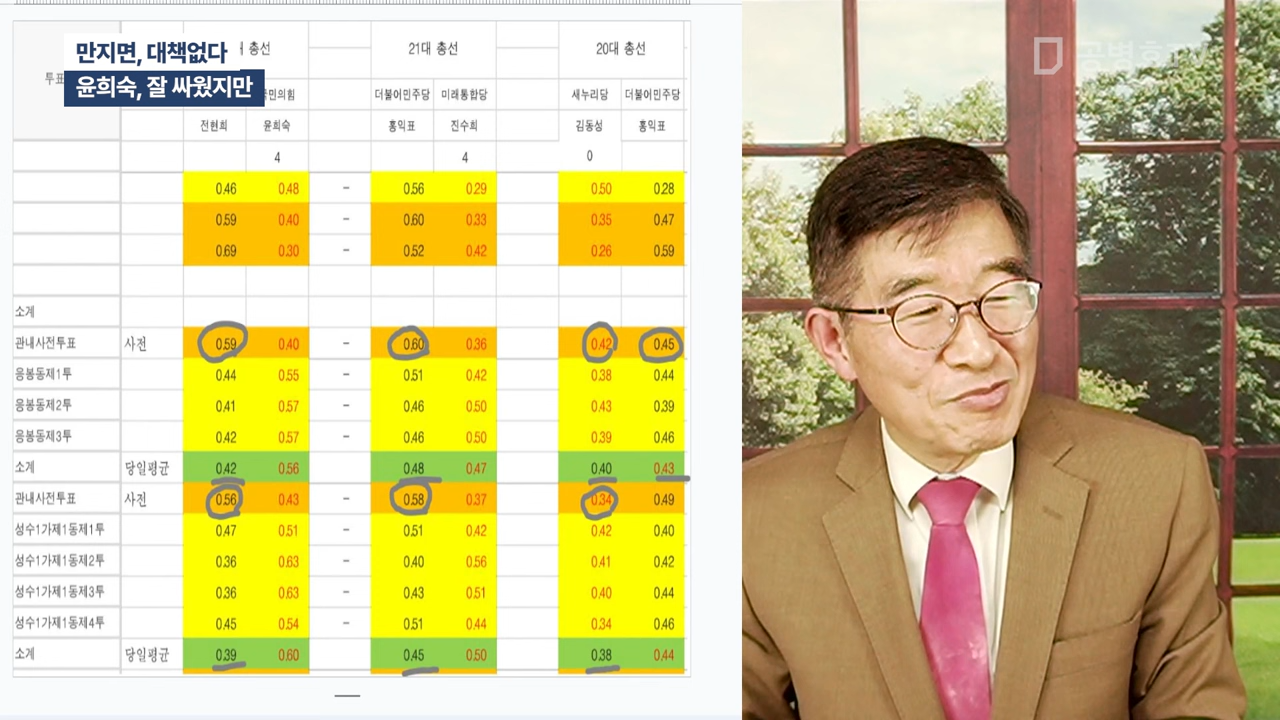 만지면, 대책없다
윤희숙, 잘 싸웠지만
공병호TV
총선 21대 총선 20대 총선
투표
민의힘 더불어민주당 미래통합당 새누리당 더불어민주당
전현희 윤희숙 홍익표 진수희 김동성 홍익표
4 4 0
0.46 0.48 - 0.56 0.29 0.50 0.28
0.59 0.40 - 0.60 0.33 0.35 0.47
0.69 0.30 - 0.52 0.42 0.26 0.59
소계
관내사전투표 사전 0.59 0.40 - 0.60 0.36 0.42 0.45
응봉동제1투 0.44 0.55 - 0.51 0.42 0.38 0.44
응봉동제2투 0.41 0.57 - 0.46 0.50 0.43 0.39
응봉동제3투 0.42 0.57 - 0.46 0.50 0.39 0.46
소계 당일평균 0.42 0.56 - 0.48 0.47 0.40 0.43
관내사전투표 사전 0.56 0.43 - 0.58 0.37 0.34 0.49
성수1가제1동제1투 0.47 0.51 - 0.51 0.42 0.42 0.40
성수1가제1동제2투 0.36 0.63 - 0.40 0.56 0.41 0.42
성수1가제1동제3투 0.36 0.63 - 0.43 0.51 0.40 0.44
성수1가제1동제4투 0.45 0.54 - 0.51 0.44 0.34 0.46
소계 당일평균 0.39 0.60 - 0.45 0.50 0.38 0.44